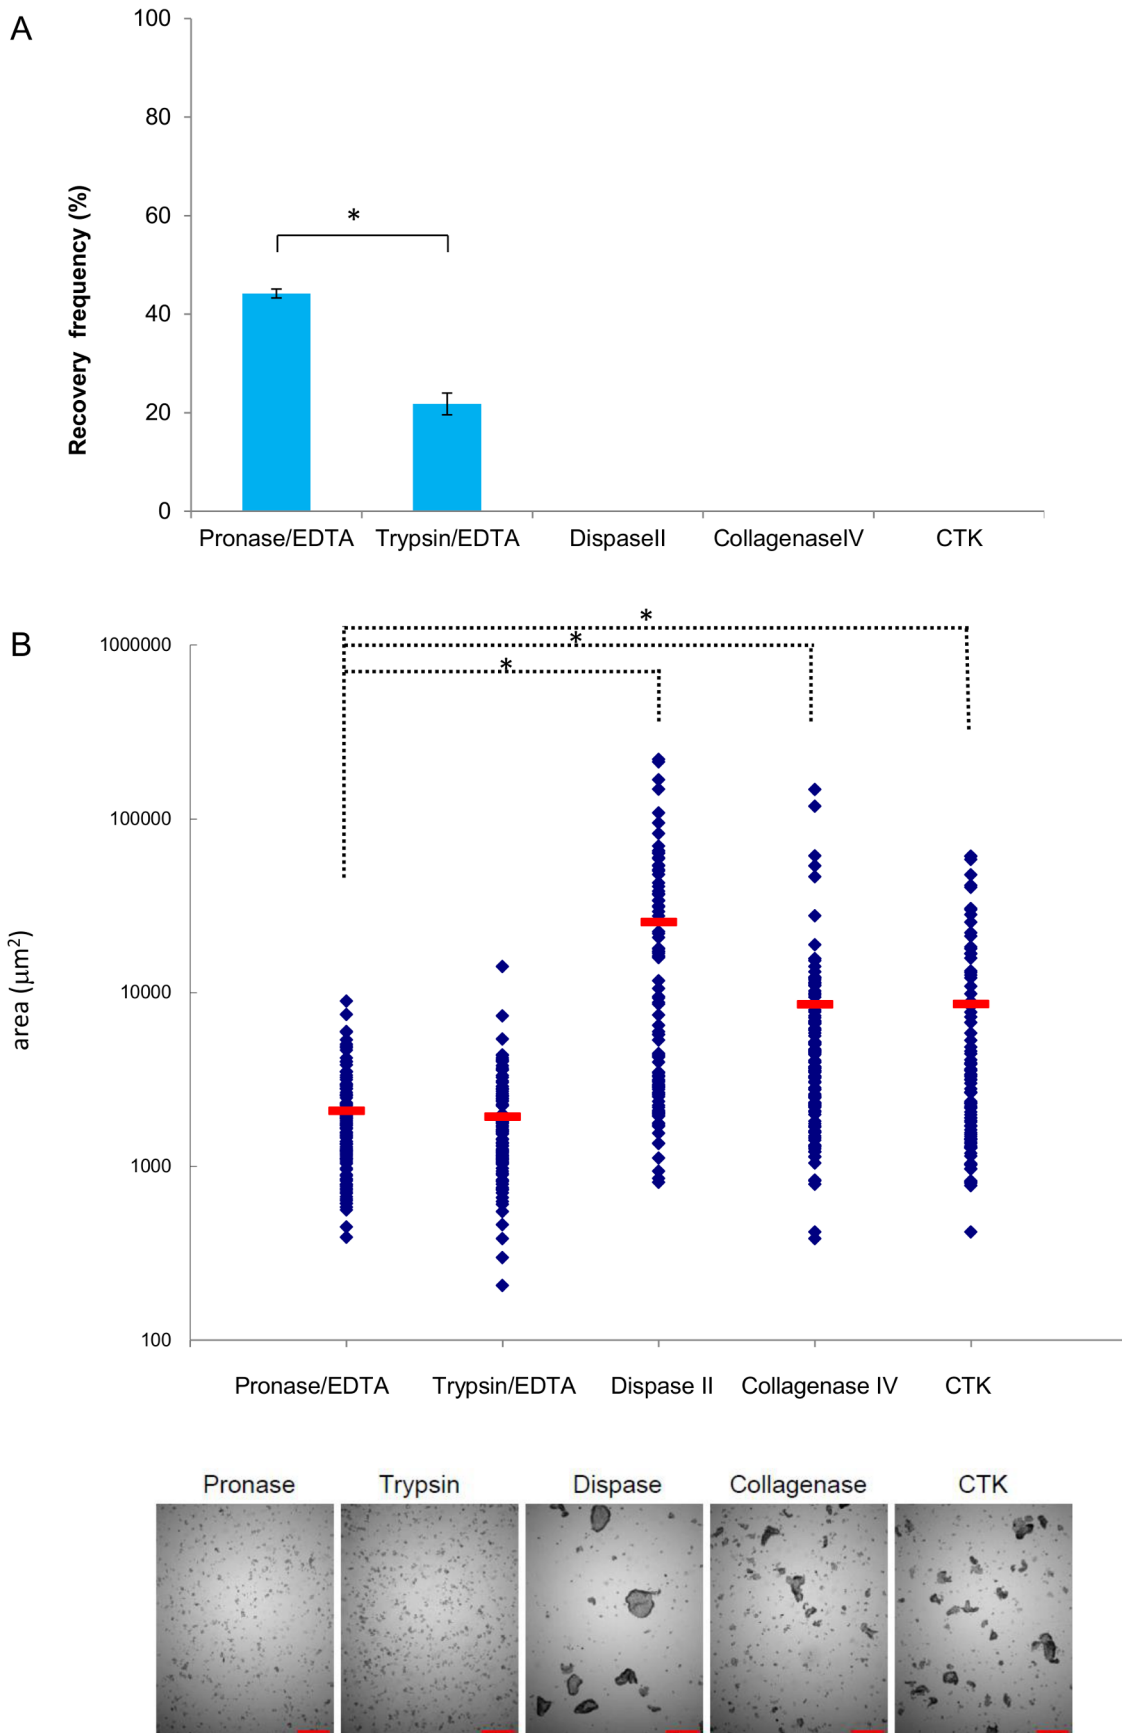 A
100
80
60
40
20
0
Recovery frequency (%)
*
Pronase/EDTA Trypsin/EDTA DispaseII CollagenaseIV CTK
B
1000000
100000
10000
1000
100
area (μm²)
*
*
*
Pronase/EDTA Trypsin/EDTA Dispase II Collagenase IV CTK
Pronase Trypsin Dispase Collagenase CTK